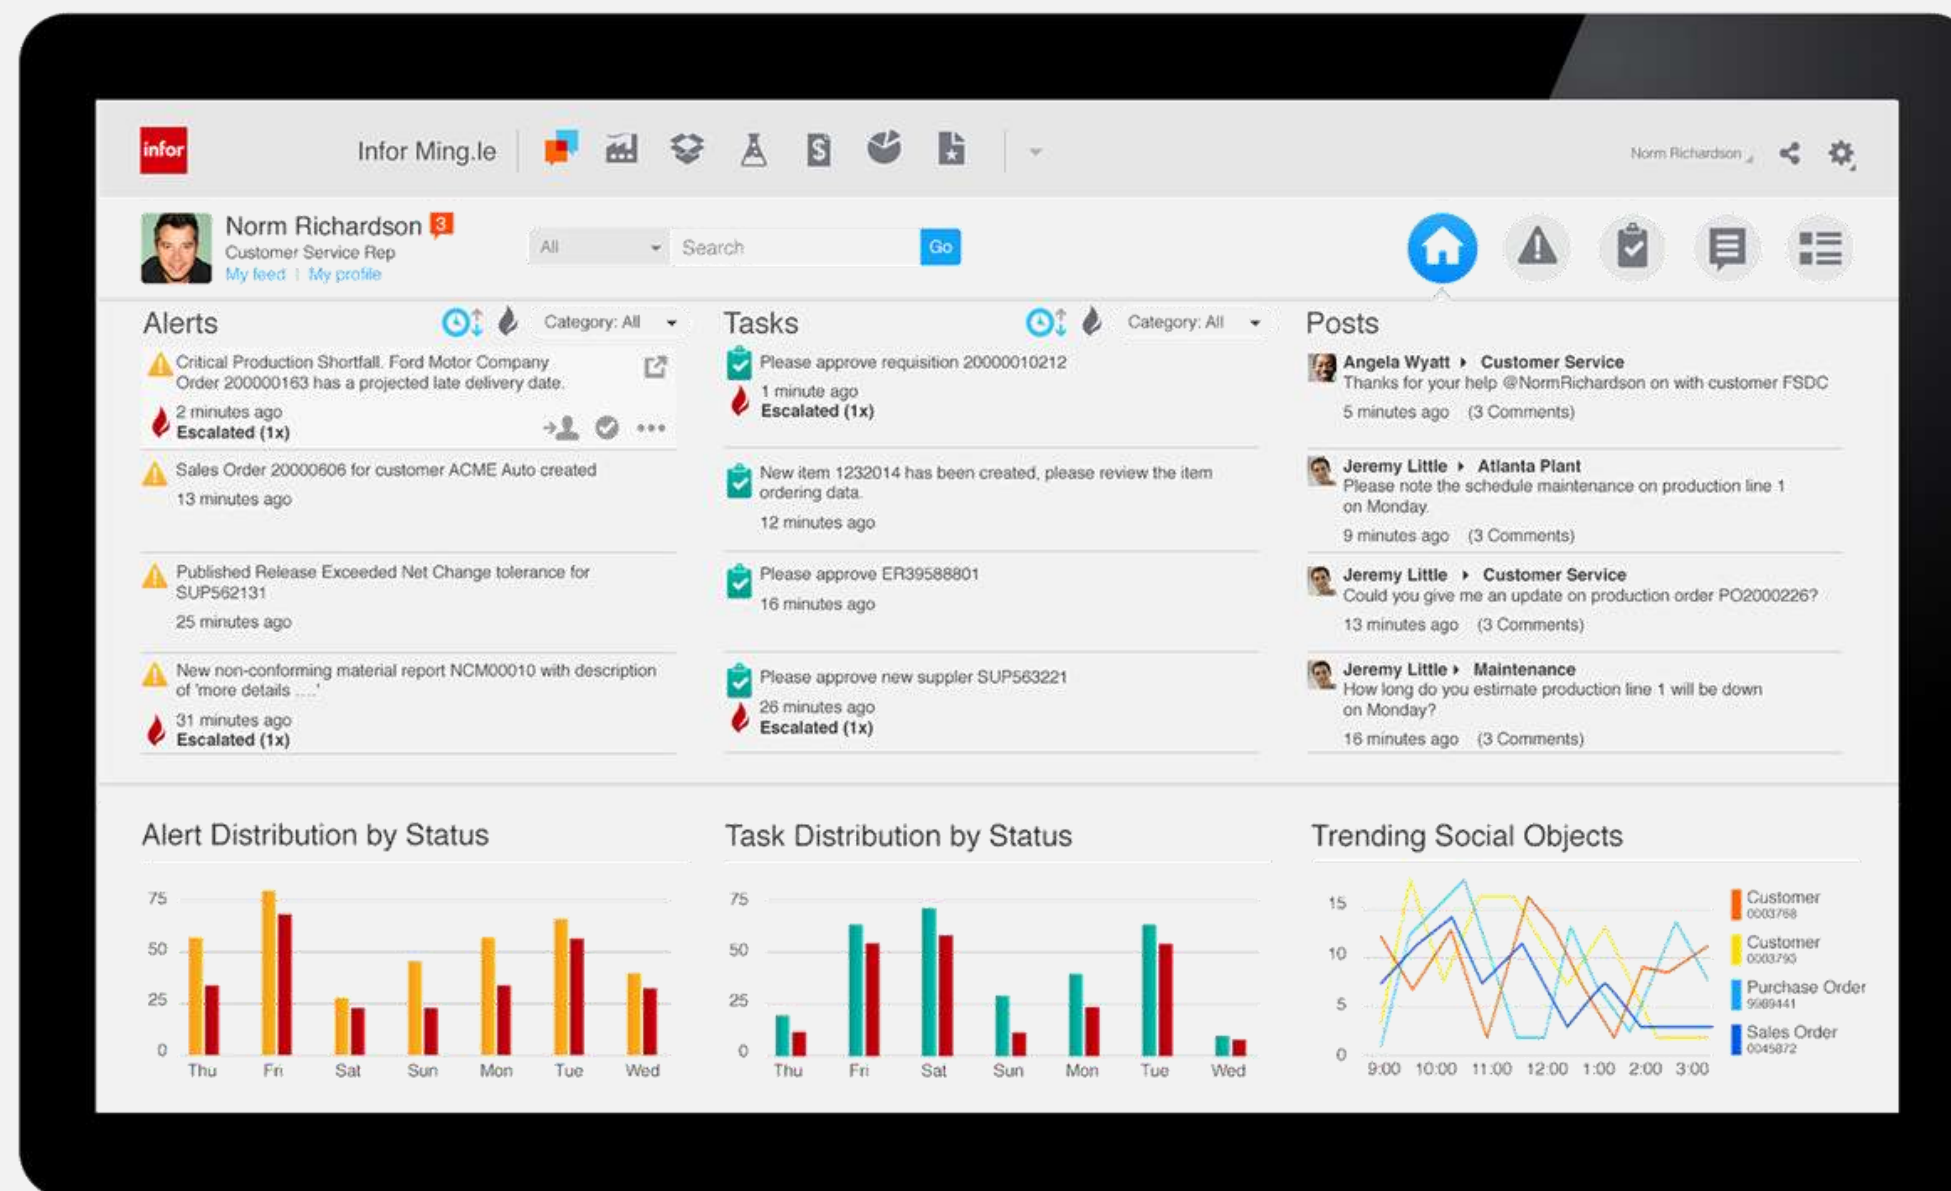 infor
Infor Ming.le
Norm Richardson
Norm Richardson 3
Customer Service Rep
My feed | My profile
All
Search
Go
Alerts
Category: All
Critical Production Shortfall. Ford Motor Company
Order 200000163 has a projected late delivery date.
2 minutes ago
Escalated (1x)
Sales Order 20000606 for customer ACME Auto created
13 minutes ago
Published Release Exceeded Net Change tolerance for
SUP562131
25 minutes ago
New non-conforming material report NCM00010 with description
of 'more details ....'
31 minutes ago
Escalated (1x)
Tasks
Category: All
Please approve requisition 20000010212
1 minute ago
Escalated (1x)
New item 1232014 has been created, please review the item
ordering data.
12 minutes ago
Please approve ER39588801
16 minutes ago
Please approve new suppler SUP563221
26 minutes ago
Escalated (1x)
Posts
Angela Wyatt ▸ Customer Service
Thanks for your help @NormRichardson on with customer FSDC
5 minutes ago (3 Comments)
Jeremy Little ▸ Atlanta Plant
Please note the schedule maintenance on production line 1
on Monday.
9 minutes ago (3 Comments)
Jeremy Little ▸ Customer Service
Could you give me an update on production order PO2000226?
13 minutes ago (3 Comments)
Jeremy Little ▸ Maintenance
How long do you estimate production line 1 will be down
on Monday?
16 minutes ago (3 Comments)
Alert Distribution by Status
75
50
25
0
Thu Fri Sat Sun Mon Tue Wed
Task Distribution by Status
75
50
25
0
Thu Fri Sat Sun Mon Tue Wed
Trending Social Objects
15
10
5
0
9:00 10:00 11:00 12:00 1:00 2:00 3:00
Customer
0003768
Customer
0003793
Purchase Order
9989441
Sales Order
0045872